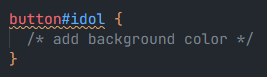 button#idol {
  /* add background color */
}